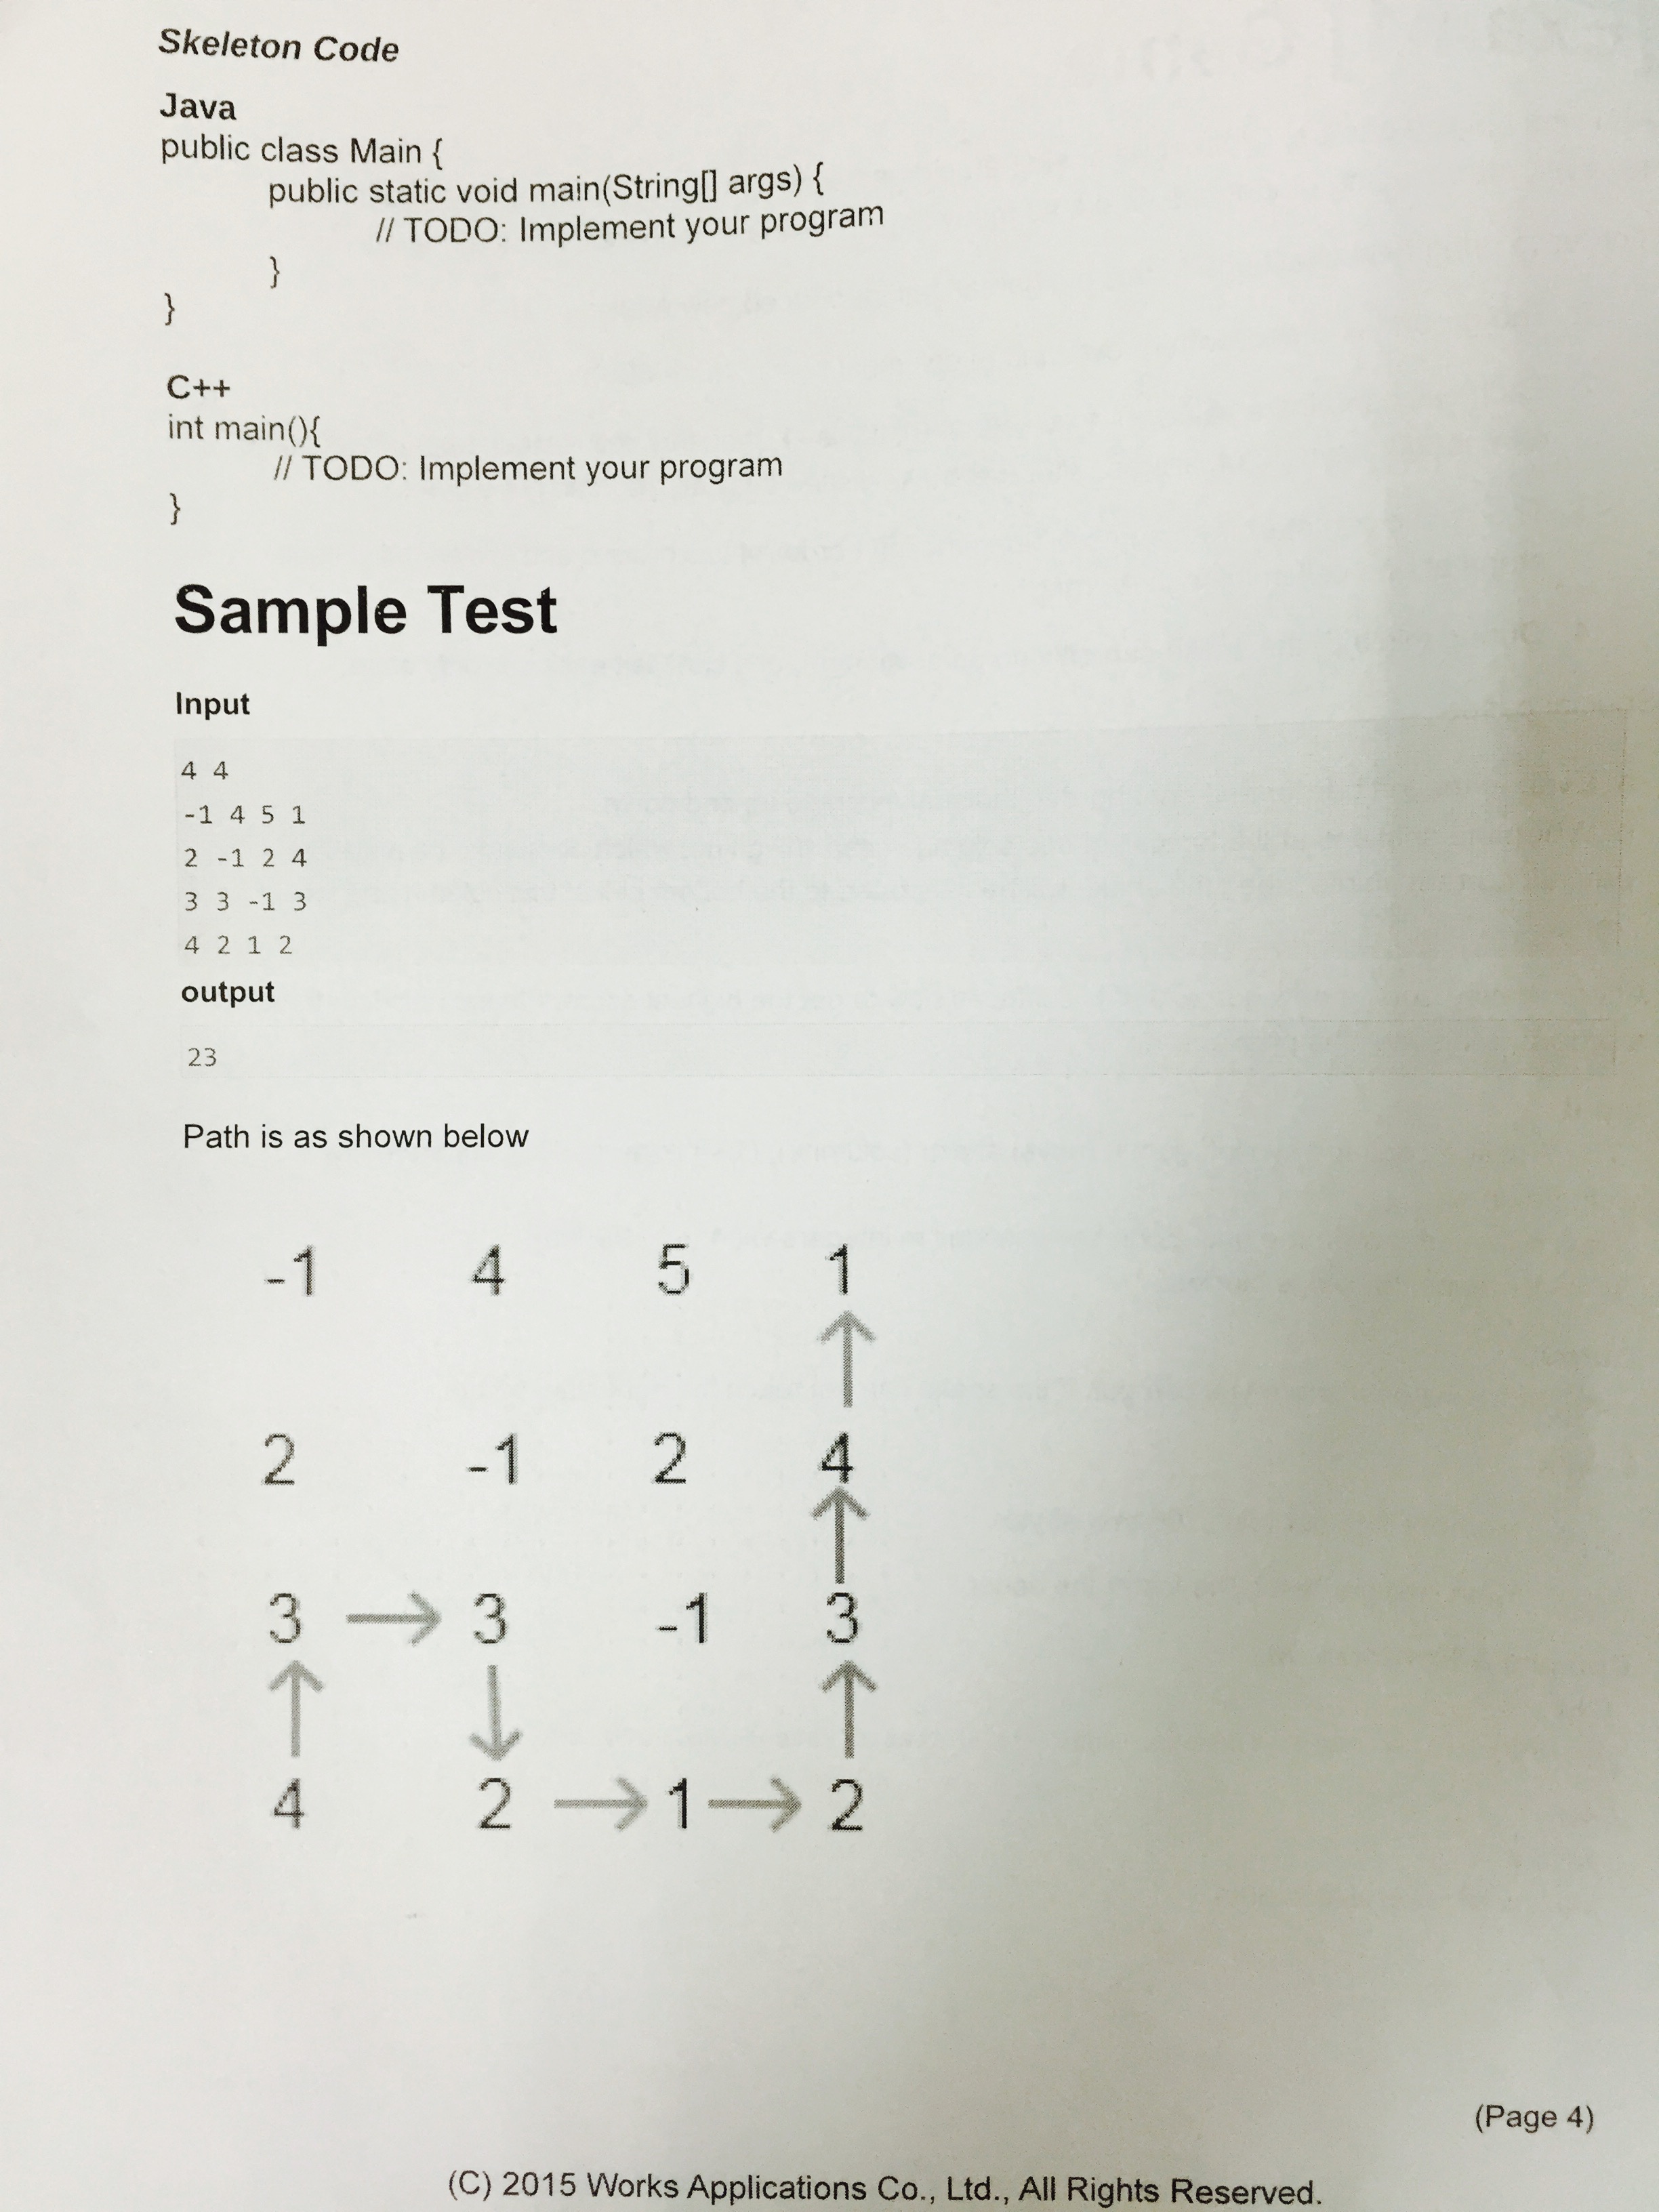 Skeleton Code
Java
public class Main {
public static void main(String[] args) {
// TODO: Implement your program
}
}
C++
int main(){
// TODO: Implement your program
}
Sample Test
Input
4 4
-1 4 5 1
2 -1 2 4
3 3 -1 3
4 2 1 2
output
23
Path is as shown below
-1 4 5 1
2 -1 2 4
3 3 -1 3
4 2 1 2
(Page 4)
(C) 2015 Works Applications Co., Ltd., All Rights Reserved.